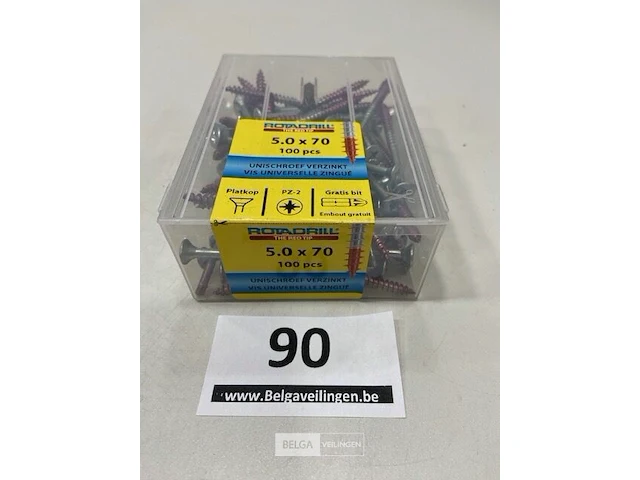 ROTADRILL
THE RED TIP
5.0 x 70
100 pcs
UNISCHROEF VERZINKT
VIS UNIVERSELLE ZINGUÉ
Platkop
PZ-2
Gratis bit
Embout gratuit
ROTADRILL
THE RED TIP
5.0 x 70
100 pcs
UNISCHROEF VERZINKT
VIS UNIVERSELLE ZINGUÉ
90
www.Belgaveilingen.be
BELGA VEILINGEN